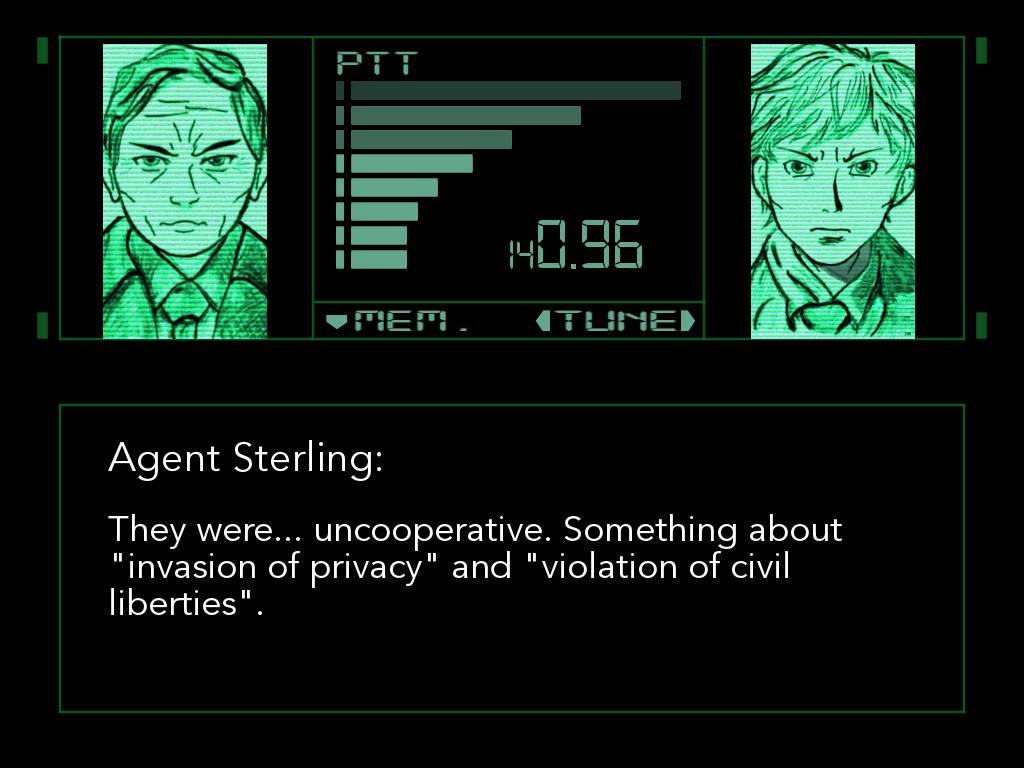 PTT
140.96
MEM.
TUNE
Agent Sterling:
They were... uncooperative. Something about
"invasion of privacy" and "violation of civil
liberties".